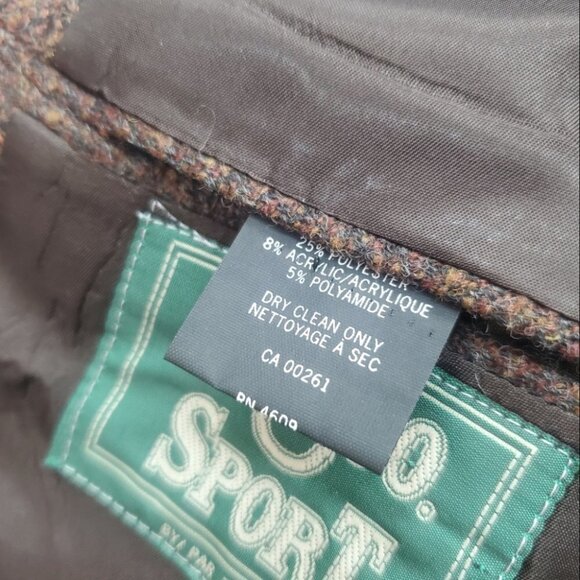 25% POLYESTER
8% ACRYLIC/ACRYLIQUE
5% POLYAMIDE
DRY CLEAN ONLY
NETTOYAGE À SEC
CA 00261
RN 4609
SPORT